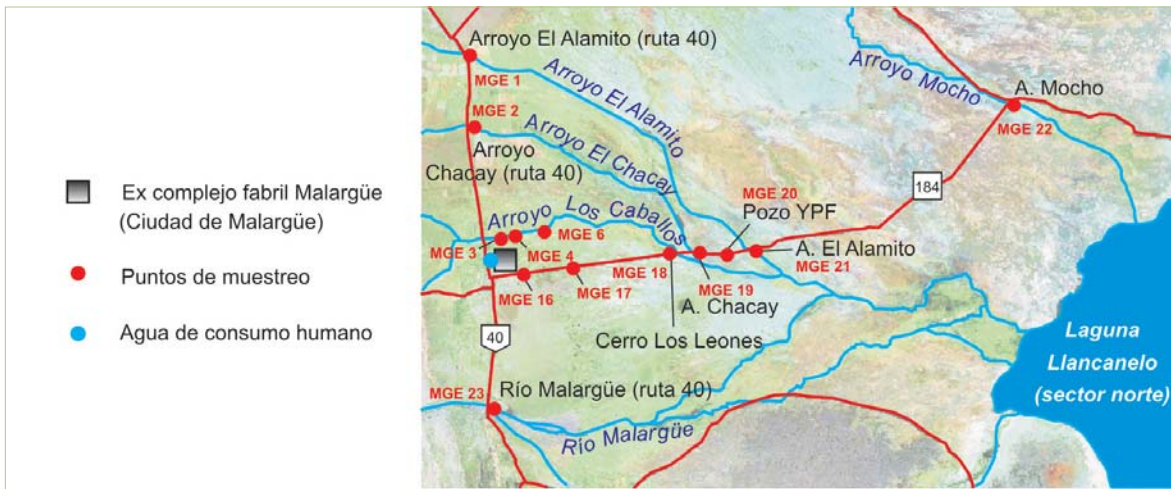 Ex complejo fabril Malargüe
(Ciudad de Malargüe)
Puntos de muestreo
Agua de consumo humano
Arroyo El Alamito (ruta 40)
MGE 1
Arroyo El Alamito
Arroyo Mocho
A. Mocho
MGE 22
MGE 2
Arroyo
Chacay (ruta 40)
Arroyo El Chacay
184
MGE 20
Pozo YPF
Arroyo Los Caballos
MGE 3
MGE 4
MGE 6
A. El Alamito
MGE 21
MGE 18
MGE 19
MGE 16
MGE 17
A. Chacay
Cerro Los Leones
40
Laguna
Llancanelo
(sector norte)
MGE 23
Río Malargüe (ruta 40)
Río Malargüe